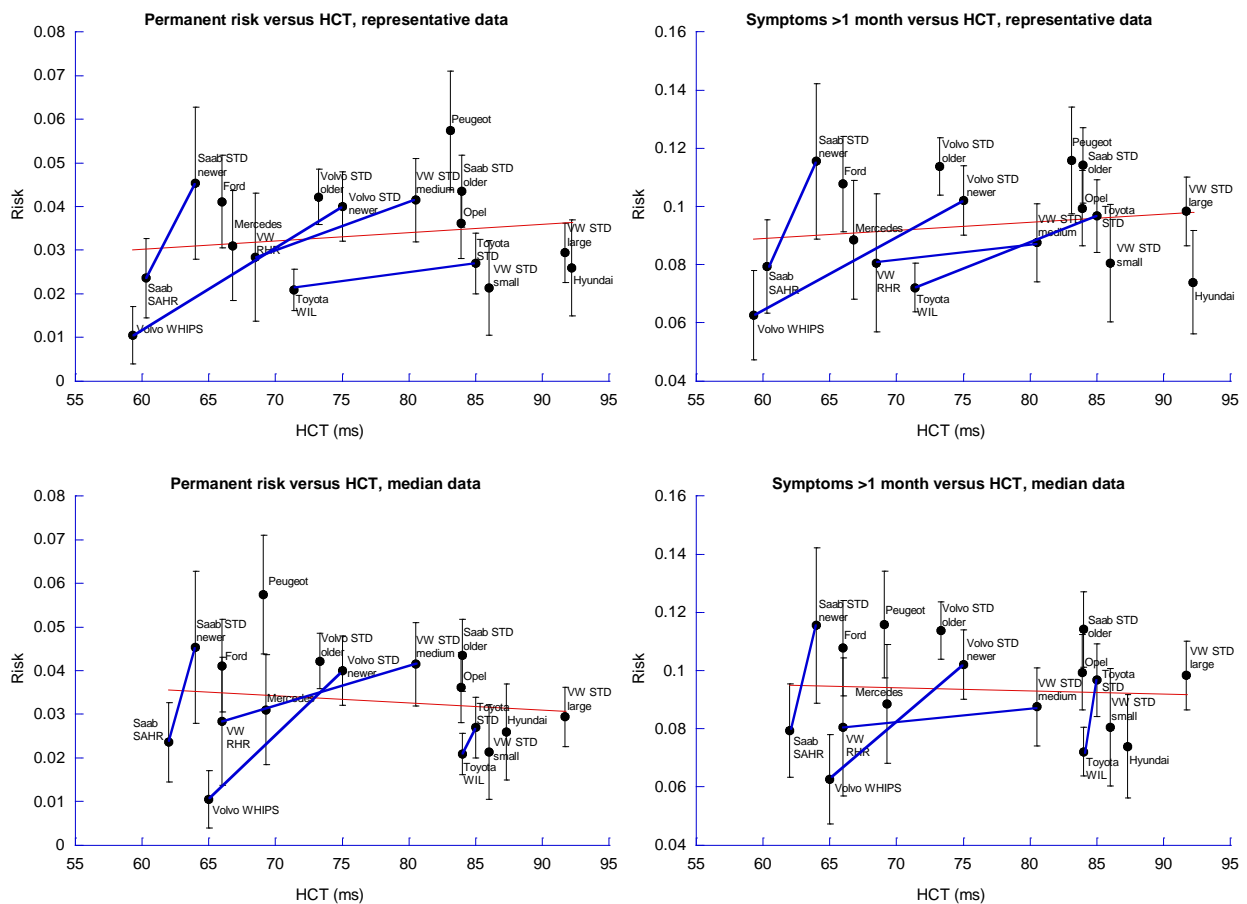 Permanent risk versus HCT, representative data
0.08
0.07
0.06
0.05
0.04
0.03
0.02
0.01
0
Risk
Peugeot
Saab STD
newer
Ford
Volvo STD
older
Volvo STD
newer
VW STD
medium
Saab STD
older
Opel
Mercedes
VW
RHR
Toyota
STD
VW STD
large
Saab
SAHR
Toyota
WIL
VW STD
small
Hyundai
Volvo WHIPS
55
60
65
70
75
80
85
90
95
HCT (ms)
Symptoms >1 month versus HCT, representative data
0.16
0.14
0.12
0.1
0.08
0.06
0.04
Risk
Saab STD
newer
Ford
Volvo STD
older
Peugeot
Saab STD
older
Volvo STD
newer
Opel
Toyota
STD
VW STD
large
Mercedes
VW STD
medium
Saab
SAHR
VW
RHR
Toyota
WIL
VW STD
small
Hyundai
Volvo WHIPS
55
60
65
70
75
80
85
90
95
HCT (ms)
Permanent risk versus HCT, median data
0.08
0.07
0.06
0.05
0.04
0.03
0.02
0.01
0
Risk
Peugeot
Saab STD
newer
Ford
Volvo STD
older
Volvo STD
newer
VW STD
medium
Saab STD
older
Opel
Mercedes
VW
RHR
Toyota
STD
Hyundai
VW STD
large
Saab
SAHR
VW STD
small
Toyota
WIL
Volvo WHIPS
55
60
65
70
75
80
85
90
95
HCT (ms)
Symptoms >1 month versus HCT, median data
0.16
0.14
0.12
0.1
0.08
0.06
0.04
Risk
Saab STD
newer
Ford
Peugeot
Volvo STD
older
Saab STD
older
Volvo STD
newer
Opel
Toyota
STD
VW STD
large
Mercedes
VW STD
medium
VW STD
small
Saab
SAHR
VW
RHR
Toyota
WIL
Hyundai
Volvo WHIPS
55
60
65
70
75
80
85
90
95
HCT (ms)